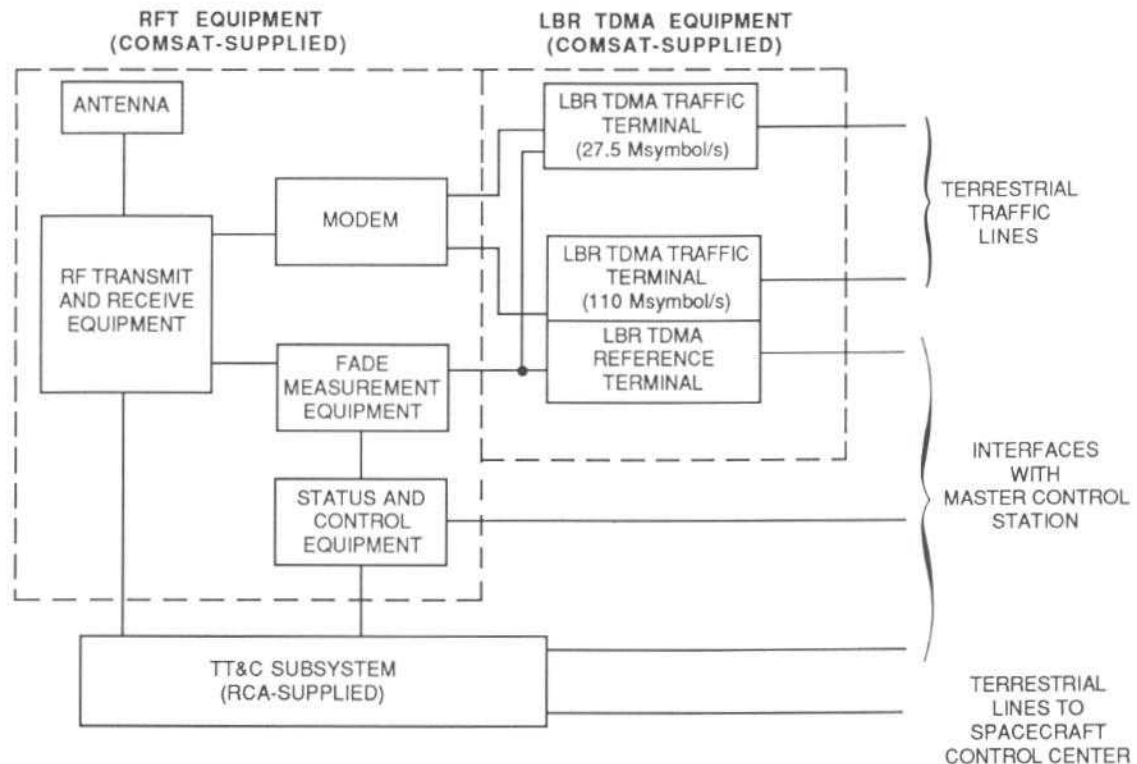 RFT EQUIPMENT
(COMSAT-SUPPLIED)
LBR TDMA EQUIPMENT
(COMSAT-SUPPLIED)
ANTENNA
LBR TDMA TRAFFIC
TERMINAL
(27.5 Msymbol/s)
MODEM
TERRESTRIAL
TRAFFIC
LINES
RF TRANSMIT
AND RECEIVE
EQUIPMENT
LBR TDMA TRAFFIC
TERMINAL
(110 Msymbol/s)
LBR TDMA
REFERENCE
TERMINAL
FADE
MEASUREMENT
EQUIPMENT
STATUS AND
CONTROL
EQUIPMENT
INTERFACES
WITH
MASTER CONTROL
STATION
TT&C SUBSYSTEM
(RCA-SUPPLIED)
TERRESTRIAL
LINES TO
SPACECRAFT
CONTROL CENTER